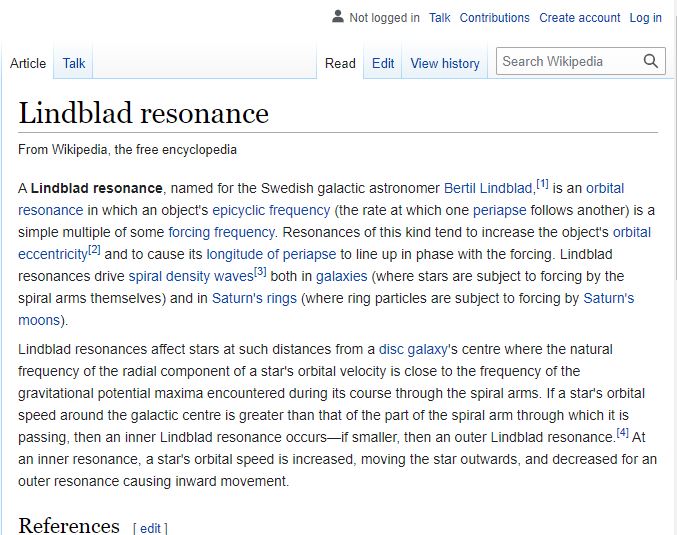 Not logged in Talk Contributions Create account Log in
Article Talk Read Edit View history Search Wikipedia
Lindblad resonance
From Wikipedia, the free encyclopedia
A Lindblad resonance, named for the Swedish galactic astronomer Bertil Lindblad,[1] is an orbital
resonance in which an object's epicyclic frequency (the rate at which one periapse follows another) is a
simple multiple of some forcing frequency. Resonances of this kind tend to increase the object's orbital
eccentricity[2] and to cause its longitude of periapse to line up in phase with the forcing. Lindblad
resonances drive spiral density waves[3] both in galaxies (where stars are subject to forcing by the
spiral arms themselves) and in Saturn's rings (where ring particles are subject to forcing by Saturn's
moons).
Lindblad resonances affect stars at such distances from a disc galaxy's centre where the natural
frequency of the radial component of a star's orbital velocity is close to the frequency of the
gravitational potential maxima encountered during its course through the spiral arms. If a star's orbital
speed around the galactic centre is greater than that of the part of the spiral arm through which it is
passing, then an inner Lindblad resonance occurs—if smaller, then an outer Lindblad resonance.[4] At
an inner resonance, a star's orbital speed is increased, moving the star outwards, and decreased for an
outer resonance causing inward movement.
References [ edit ]